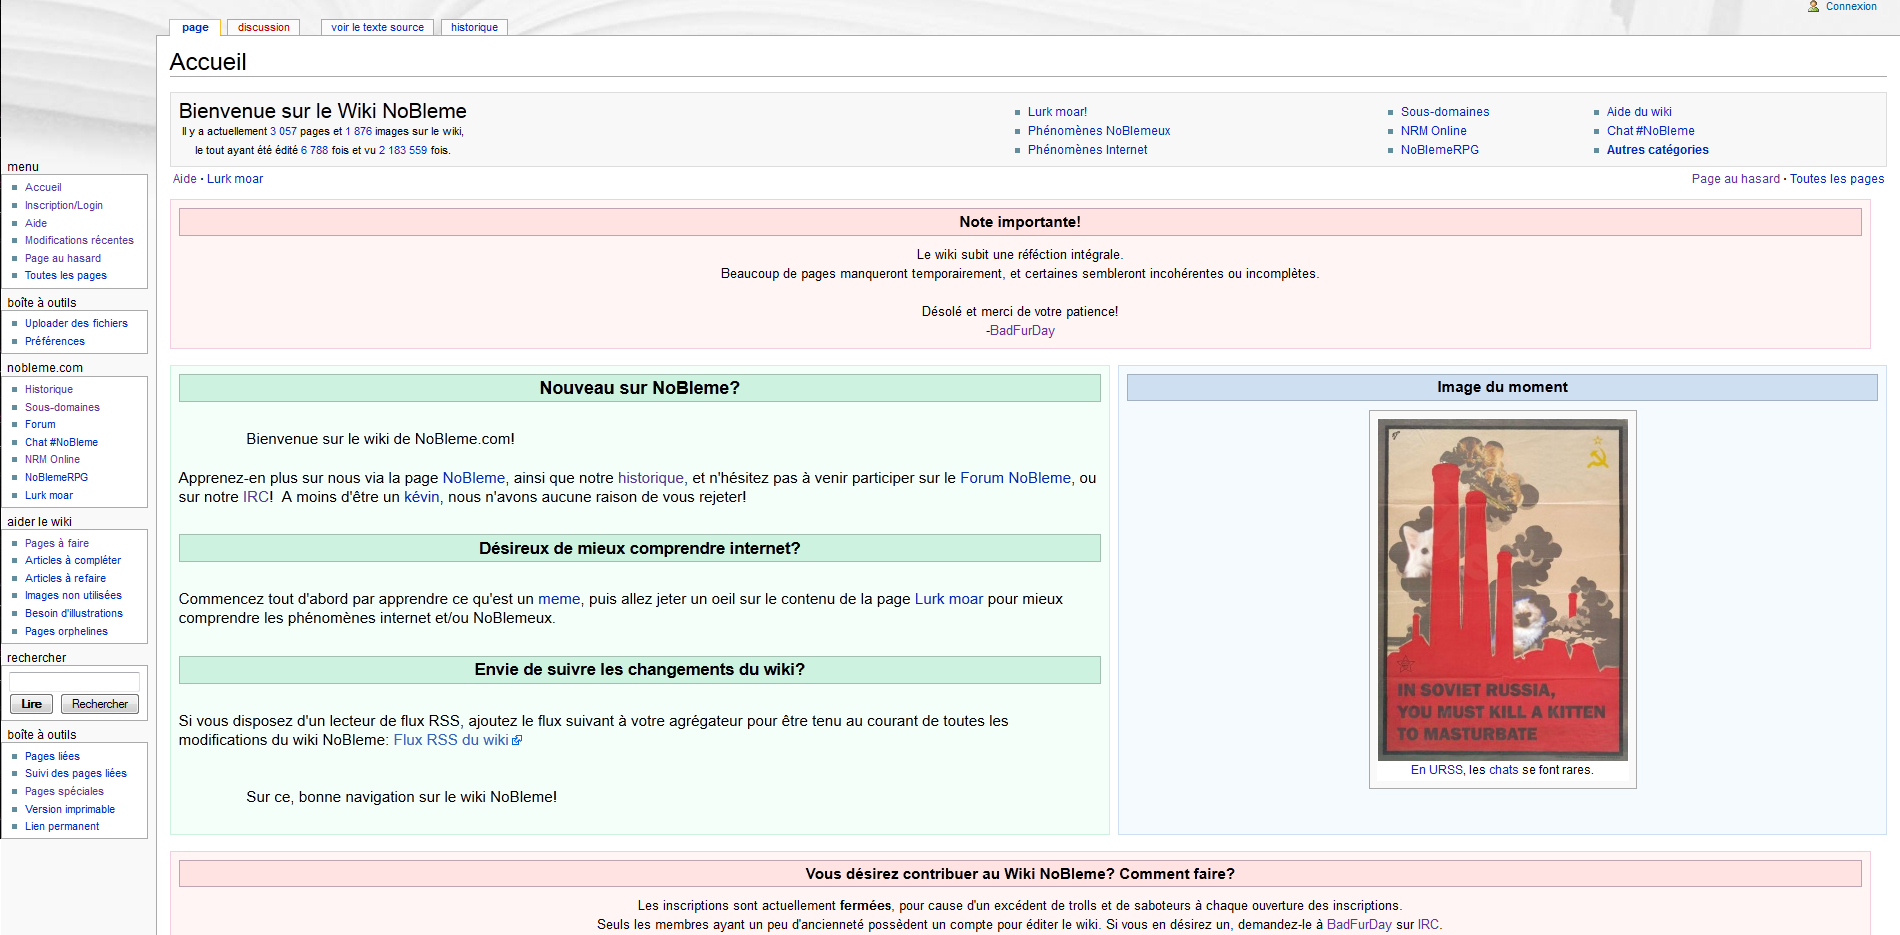 Connexion
page
discussion
voir le texte source
historique
Accueil
Bienvenue sur le Wiki NoBleme
Il y a actuellement 3 057 pages et 1 876 images sur le wiki,
le tout ayant été édité 6 788 fois et vu 2 183 559 fois.
Lurk moar!
Phénomènes NoBlemeux
Phénomènes Internet
Sous-domaines
NRM Online
NoBlemeRPG
Aide du wiki
Chat #NoBleme
Autres catégories
Aide · Lurk moar
Page au hasard · Toutes les pages
menu
Accueil
Inscription/Login
Aide
Modifications récentes
Page au hasard
Toutes les pages
boîte à outils
Uploader des fichiers
Préférences
nobleme.com
Historique
Sous-domaines
Forum
Chat #NoBleme
NRM Online
NoBlemeRPG
Lurk moar
aider le wiki
Pages à faire
Articles à compléter
Articles à refaire
Images non utilisées
Besoin d'illustrations
Pages orphelines
rechercher
Lire
Rechercher
boîte à outils
Pages liées
Suivi des pages liées
Pages spéciales
Version imprimable
Lien permanent
Note importante!
Le wiki subit une réféction intégrale.
Beaucoup de pages manqueront temporairement, et certaines sembleront incohérentes ou incomplètes.
Désolé et merci de votre patience!
-BadFurDay
Nouveau sur NoBleme?
Bienvenue sur le wiki de NoBleme.com!
Apprenez-en plus sur nous via la page NoBleme, ainsi que notre historique, et n'hésitez pas à venir participer sur le Forum NoBleme, ou
sur notre IRC!  A moins d'être un kévin, nous n'avons aucune raison de vous rejeter!
Désireux de mieux comprendre internet?
Commencez tout d'abord par apprendre ce qu'est un meme, puis allez jeter un oeil sur le contenu de la page Lurk moar pour mieux
comprendre les phénomènes internet et/ou NoBlemeux.
Envie de suivre les changements du wiki?
Si vous disposez d'un lecteur de flux RSS, ajoutez le flux suivant à votre agrégateur pour être tenu au courant de toutes les
modifications du wiki NoBleme: Flux RSS du wiki
Sur ce, bonne navigation sur le wiki NoBleme!
Image du moment
IN SOVIET RUSSIA,
YOU MUST KILL A KITTEN
TO MASTURBATE
En URSS, les chats se font rares.
Vous désirez contribuer au Wiki NoBleme? Comment faire?
Les inscriptions sont actuellement fermées, pour cause d'un excédent de trolls et de saboteurs à chaque ouverture des inscriptions.
Seuls les membres ayant un peu d'ancienneté possèdent un compte pour éditer le wiki. Si vous en désirez un, demandez-le à BadFurDay sur IRC.